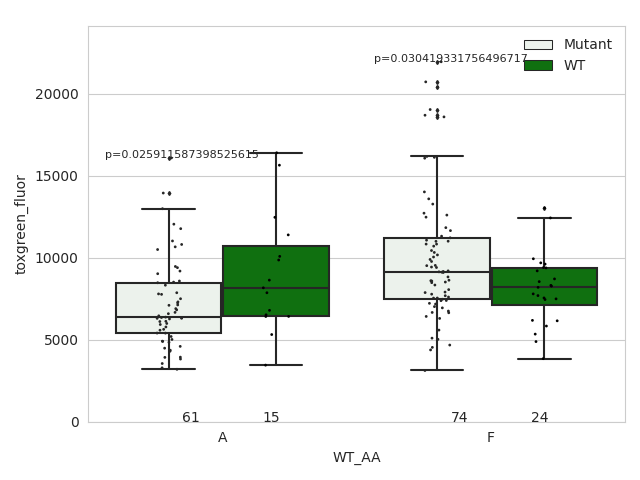 p=0.030419331756496717
Mutant
WT
20000
p=0.025911587398525615
15000
10000
5000
0
toxgreen_fluor
61 15 74 24
A F
WT_AA